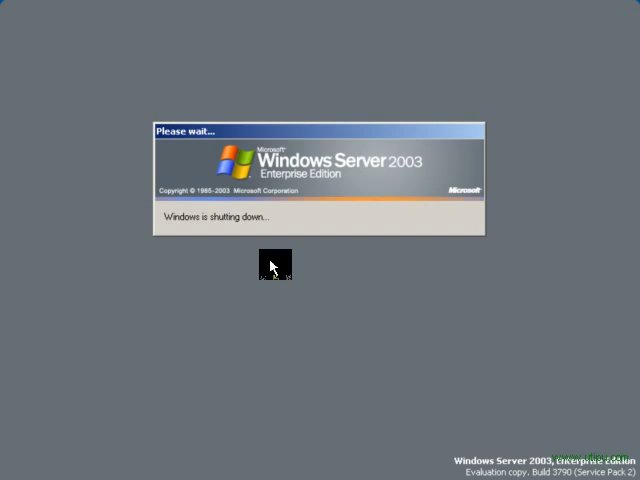 Please wait...
Microsoft
Windows Server 2003
Enterprise Edition
Copyright © 1985-2003 Microsoft Corporation
Microsoft
Windows is shutting down...
Windows Server 2003, Enterprise Edition
Evaluation copy. Build 3790 (Service Pack 2)